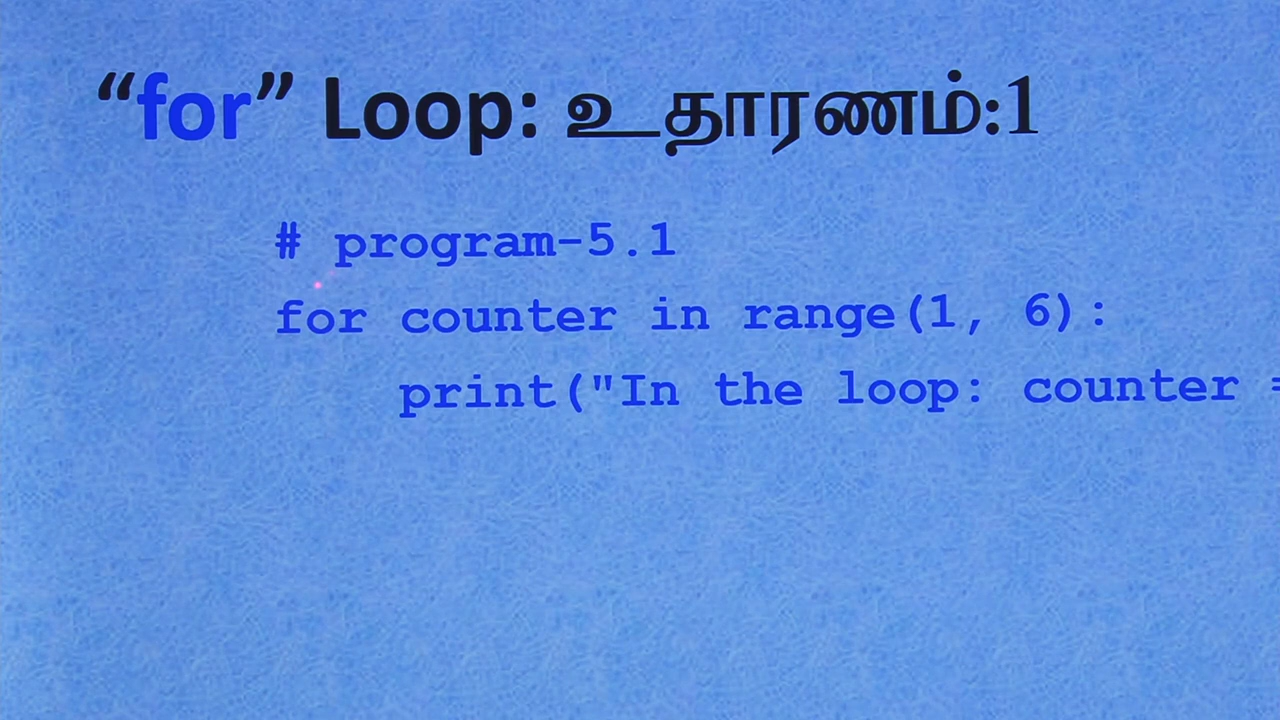 “for” Loop: உதாரணம்:1
# program-5.1
for counter in range(1, 6):
print("In the loop: counter =